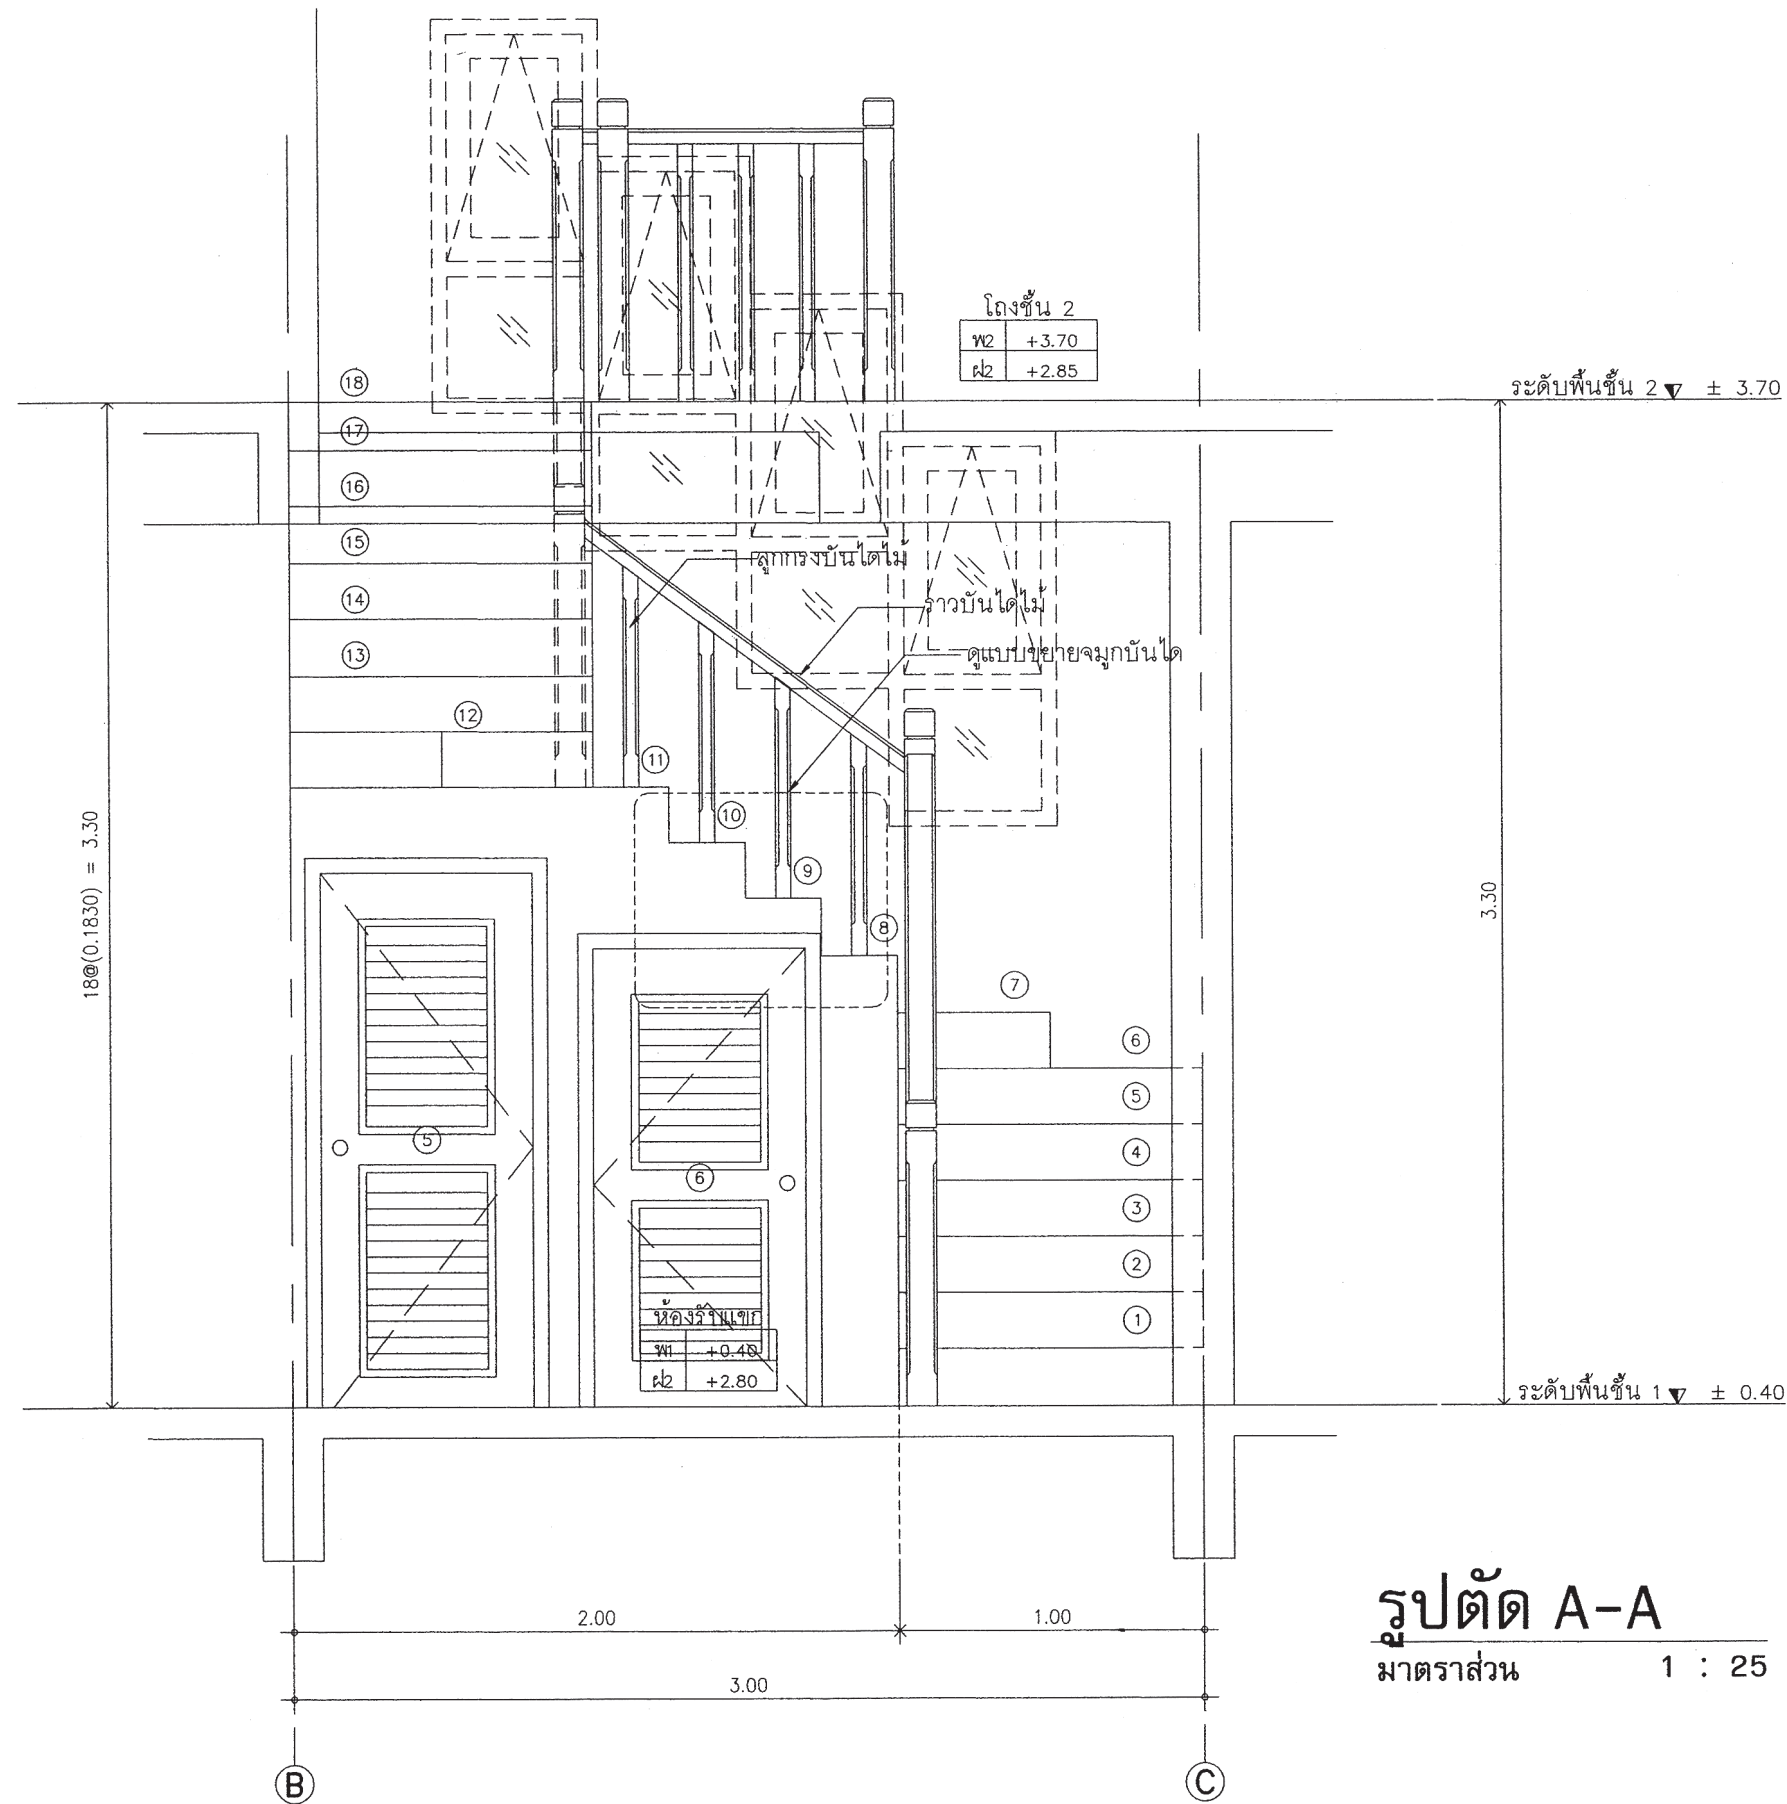 โถงชั้น 2
พ2 +3.70
ฝ2 +2.85
ระดับพื้นชั้น 2 ± 3.70
18
17
16
15
14
13
12
11
10
9
8
7
6
5
4
3
2
1
ลูกกรงบันไดไม้
ราวบันไดไม้
ดูแบบขยายจมูกบันได
18@(0.1830) = 3.30
3.30
5
6
ห้องรับแขก
พ1 +0.40
ฝ2 +2.80
ระดับพื้นชั้น 1 ± 0.40
2.00
1.00
3.00
รูปตัด A-A
มาตราส่วน 1 : 25
B
C